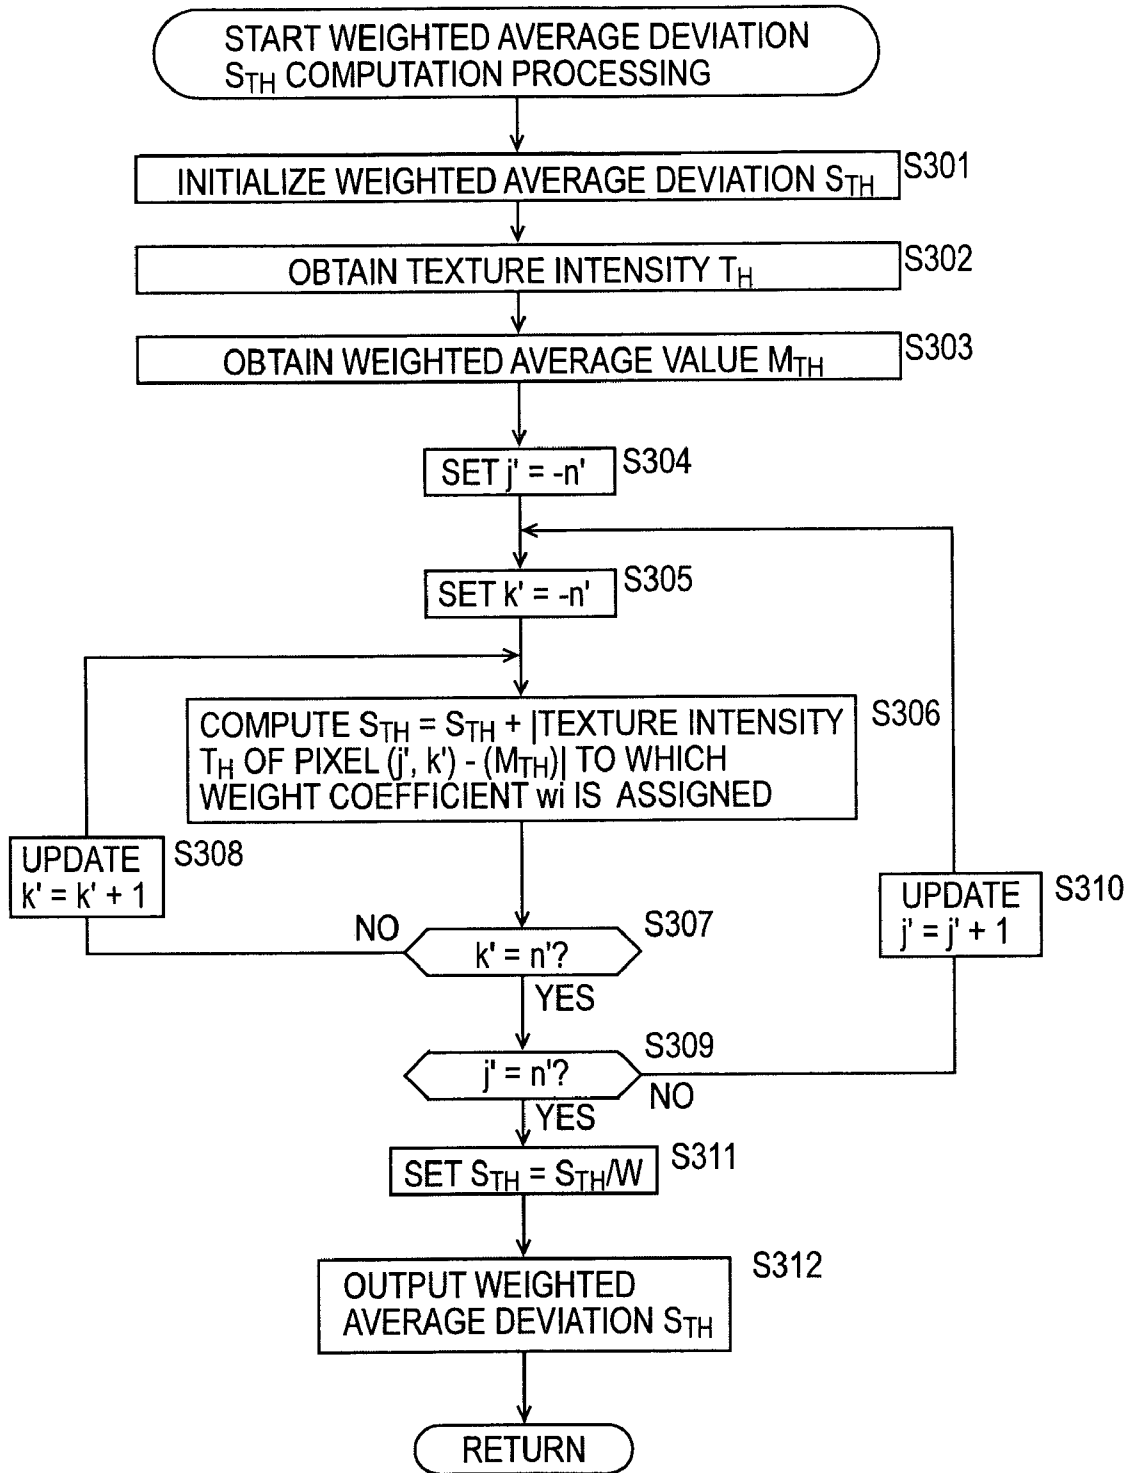 START WEIGHTED AVERAGE DEVIATION
STH COMPUTATION PROCESSING
INITIALIZE WEIGHTED AVERAGE DEVIATION STH
S301
OBTAIN TEXTURE INTENSITY TH
S302
OBTAIN WEIGHTED AVERAGE VALUE MTH
S303
SET j' = -n'
S304
SET k' = -n'
S305
COMPUTE STH = STH + |TEXTURE INTENSITY
TH OF PIXEL (j', k') - (MTH)| TO WHICH
WEIGHT COEFFICIENT wi IS ASSIGNED
S306
UPDATE
k' = k' + 1
S308
UPDATE
j' = j' + 1
S310
NO
k' = n'?
S307
YES
j' = n'?
S309
NO
YES
SET STH = STH/W
S311
OUTPUT WEIGHTED
AVERAGE DEVIATION STH
S312
RETURN